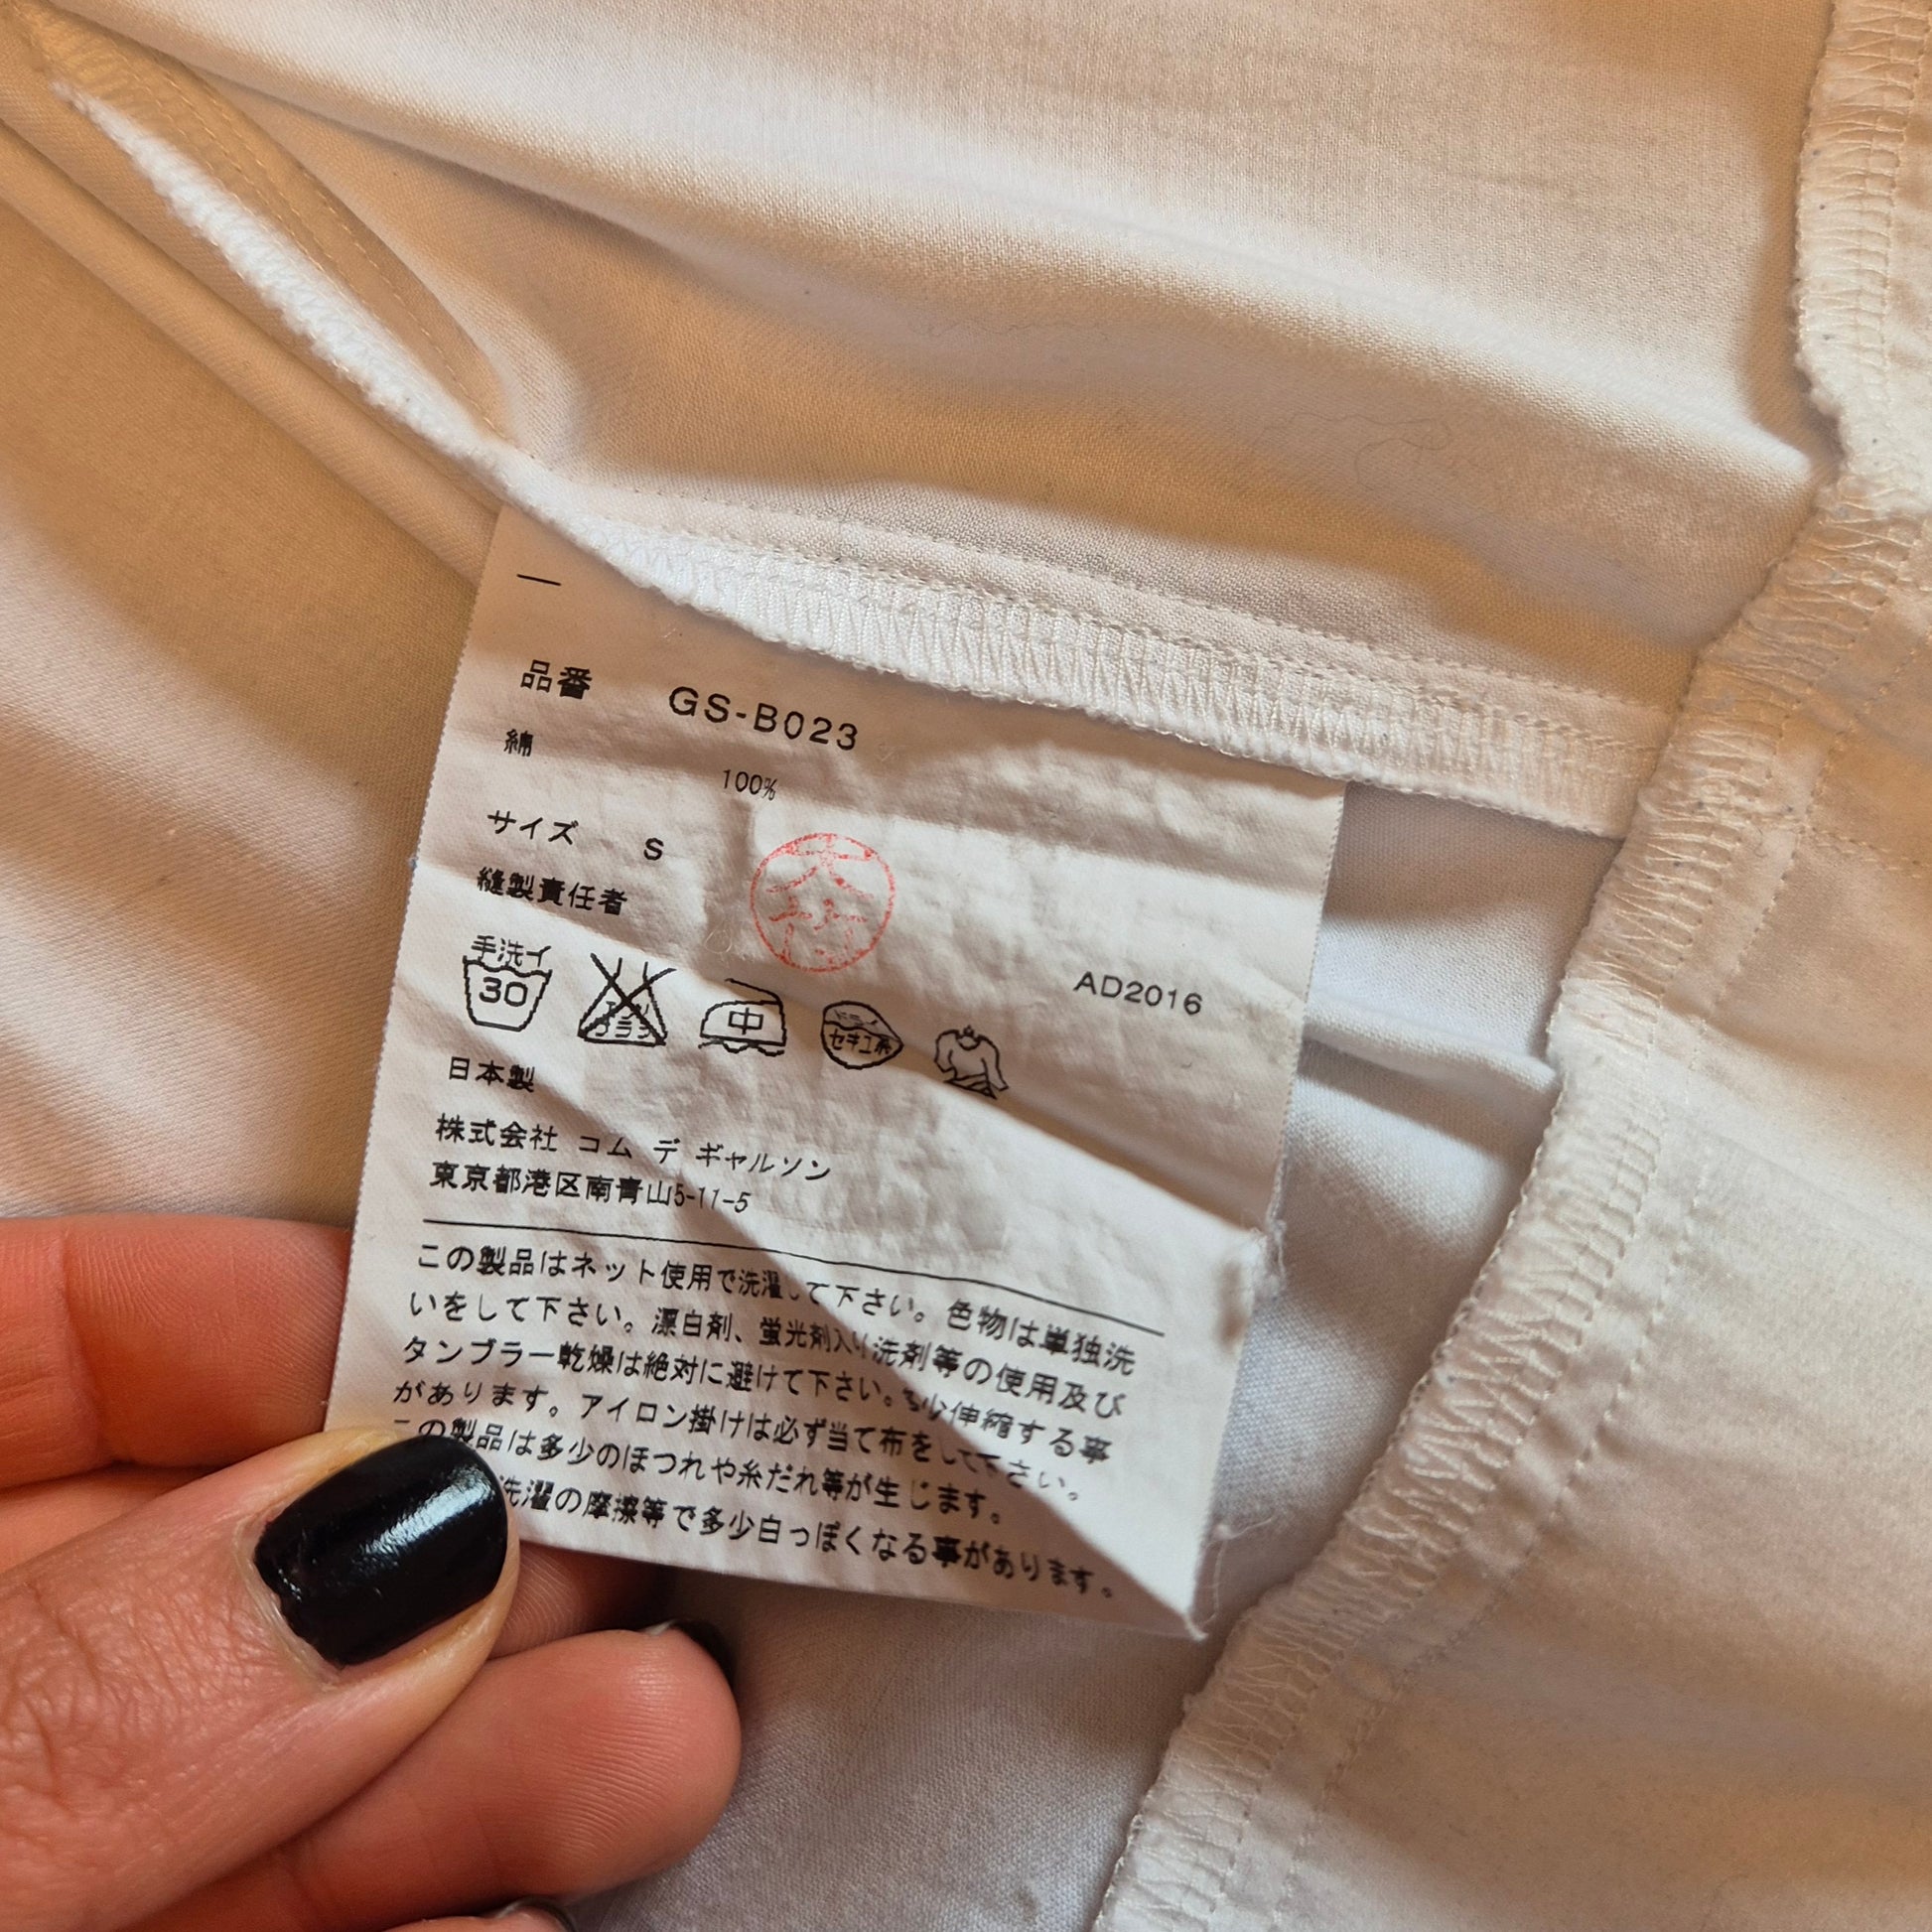 品番 GS-B023
綿 100%
サイズ S
縫製責任者 大竹
AD2016
手洗イ
30
中
ドライ
セキユ系
日本製
株式会社 コム デ ギャルソン
東京都港区南青山5-11-5
この製品はネット使用で洗濯して下さい。色物は単独洗
いをして下さい。漂白剤、蛍光剤入り洗剤等の使用及び
タンブラー乾燥は絶対に避けて下さい。多少伸縮する事
があります。アイロン掛けは必ず当て布をして下さい。
この製品は多少のほつれや糸だれ等が生じます。
洗濯の摩擦等で多少白っぽくなる事があります。